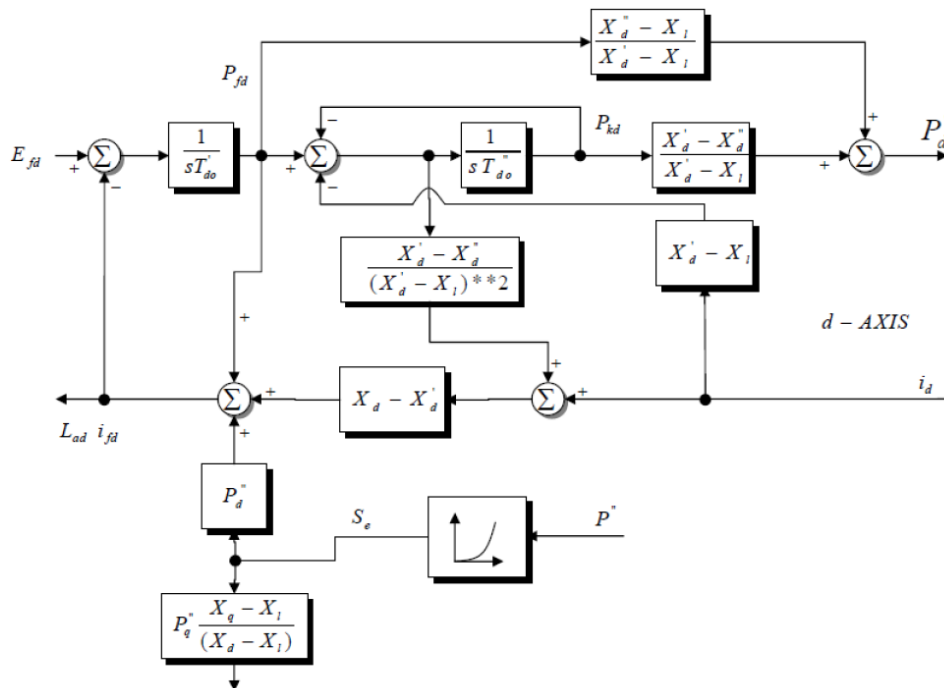 X"d − Xl / X'd − Xl
Pfd
Pkd
Efd
+
−
Σ
1 / sT'do
+
−
−
Σ
1 / sT"do
X'd − X"d / X'd − Xl
+
+
Σ
Pd
X'd − X"d / (X'd − Xl)**2
X'd − Xl
d − AXIS
+
+
Lad ifd
Σ
+
Xd − X'd
Σ
+
id
+
P"d
Se
P"
P"q Xq − Xl / (Xd − Xl)